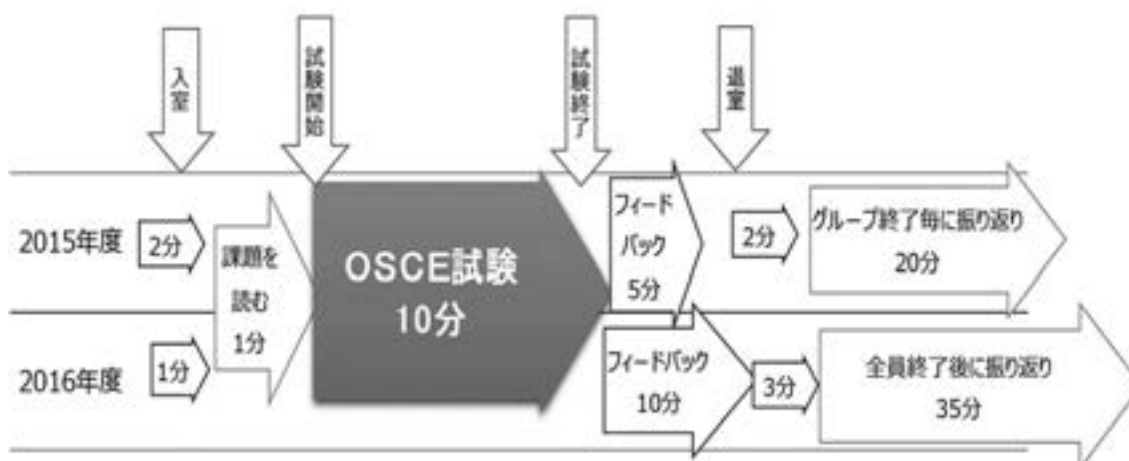 入室
試験開始
試験終了
退室
2015年度
2分
課題を
読む
1分
OSCE試験
10分
フィード
バック
5分
2分
グループ終了毎に振り返り
20分
2016年度
1分
フィードバック
10分
3分
全員終了後に振り返り
35分